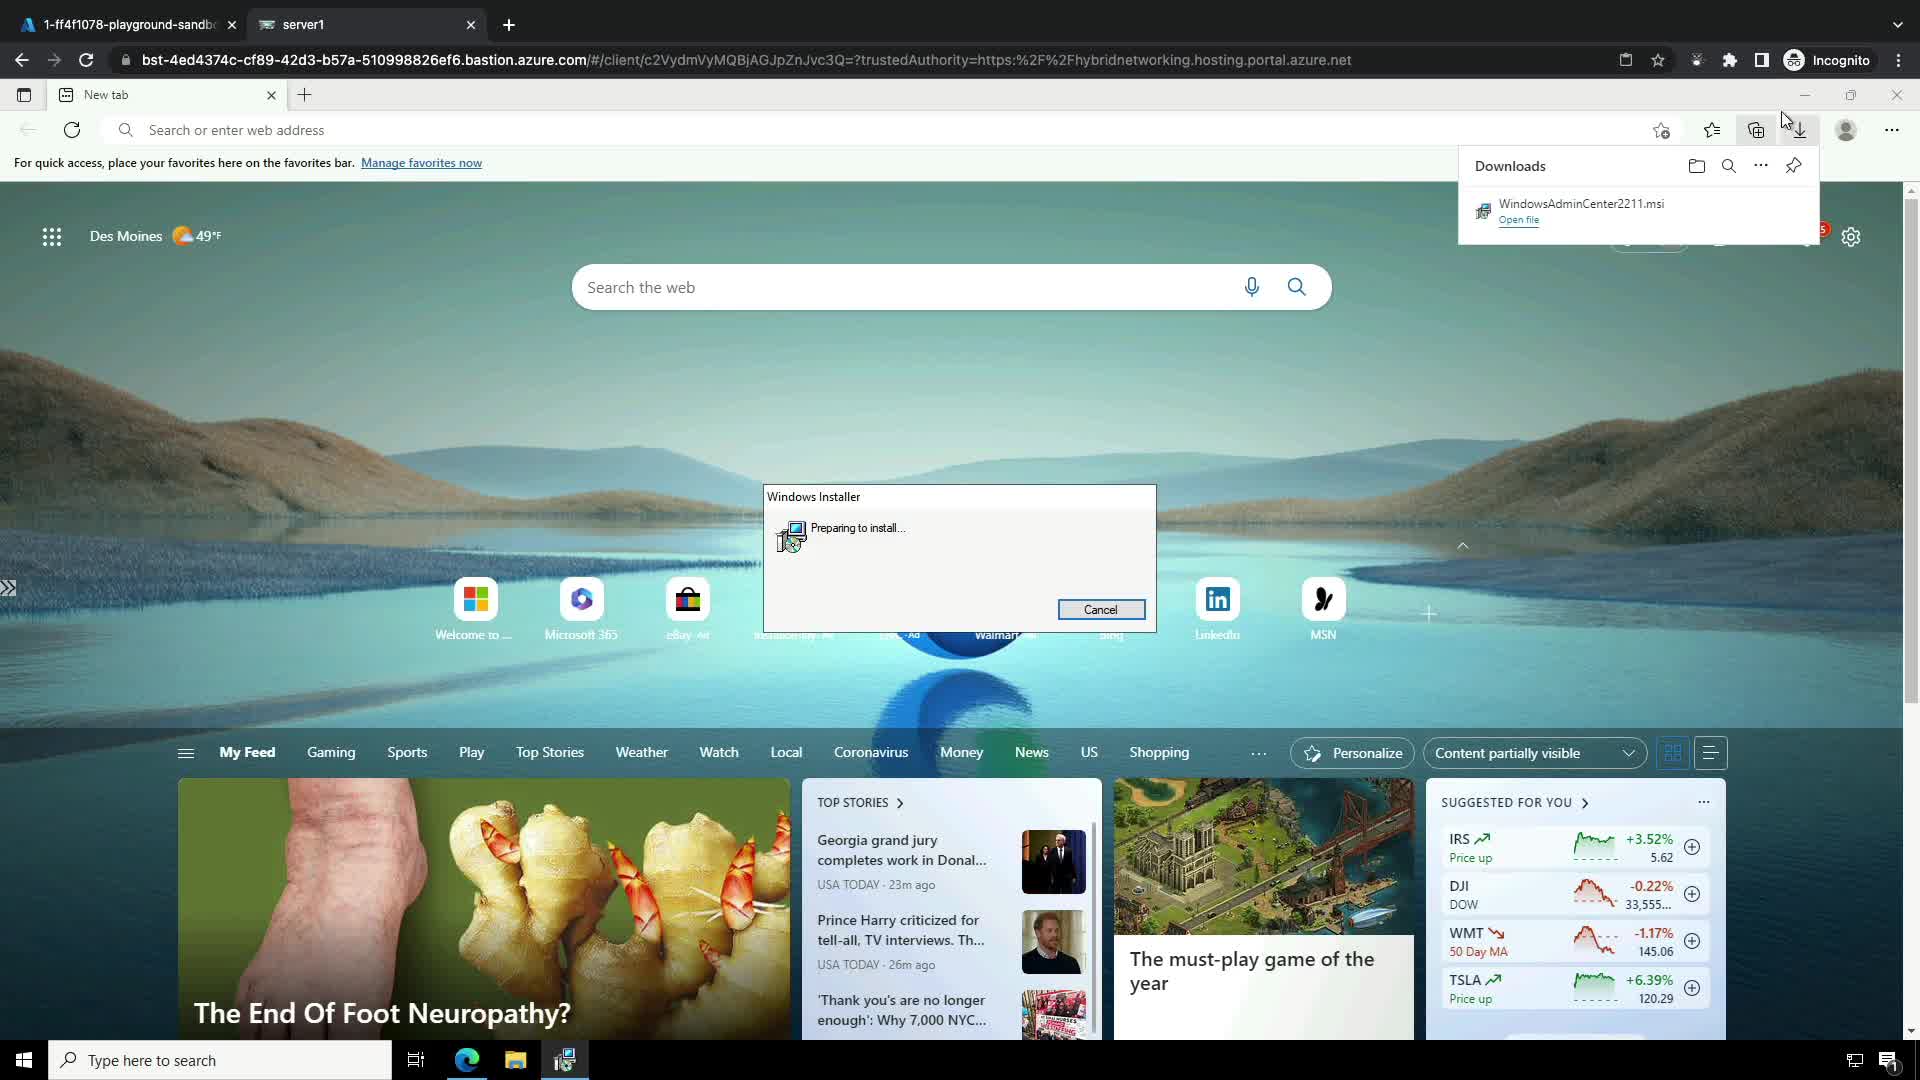 1-ff4f1078-playground-sandbo
server1
bst-4ed4374c-cf89-42d3-b57a-510998826ef6.bastion.azure.com/#/client/c2VydmVyMQBjAGJpZnJvc3Q=?trustedAuthority=https:%2F%2Fhybridnetworking.hosting.portal.azure.net
Incognito
New tab
Search or enter web address
For quick access, place your favorites here on the favorites bar. Manage favorites now
Downloads
WindowsAdminCenter2211.msi
Open file
Des Moines 49°F
5
Search the web
Windows Installer
Preparing to install...
Cancel
Welcome to ...
Microsoft 365
eBay · Ad
Walmart
Bing
LinkedIn
MSN
My Feed
Gaming
Sports
Play
Top Stories
Weather
Watch
Local
Coronavirus
Money
News
US
Shopping
...
Personalize
Content partially visible
The End Of Foot Neuropathy?
TOP STORIES
Georgia grand jury
completes work in Donal...
USA TODAY · 23m ago
Prince Harry criticized for
tell-all, TV interviews. Th...
USA TODAY · 26m ago
'Thank you's are no longer
enough': Why 7,000 NYC...
The must-play game of the
year
SUGGESTED FOR YOU
IRS +3.52%
Price up 5.62
DJI -0.22%
DOW 33,555...
WMT -1.17%
50 Day MA 145.06
TSLA +6.39%
Price up 120.29
Type here to search
1